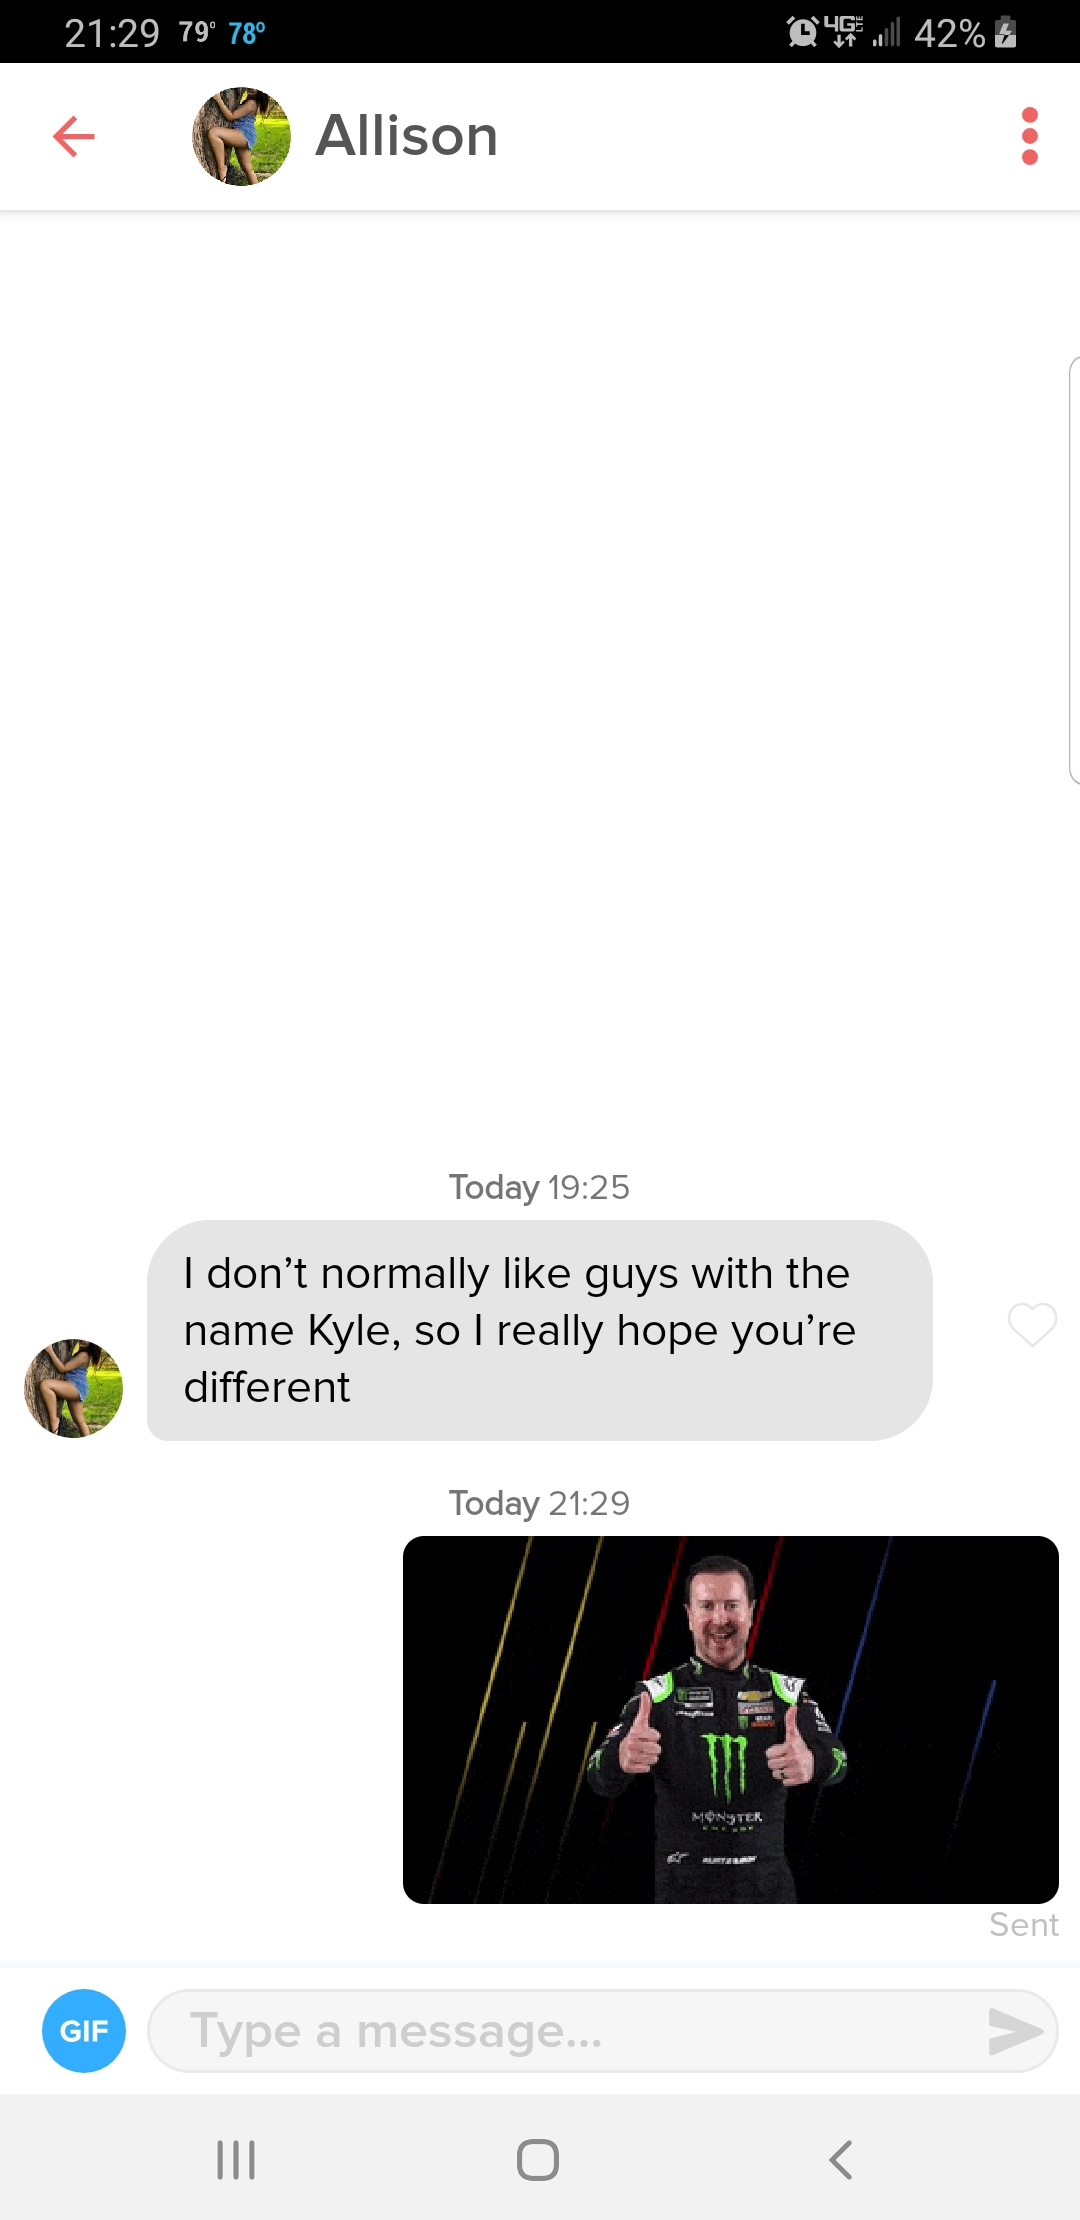 21:29 79° 78°
4G LTE 42%
Allison
Today 19:25
I don’t normally like guys with the
name Kyle, so I really hope you’re
different
Today 21:29
MONSTER
Sent
GIF
Type a message...